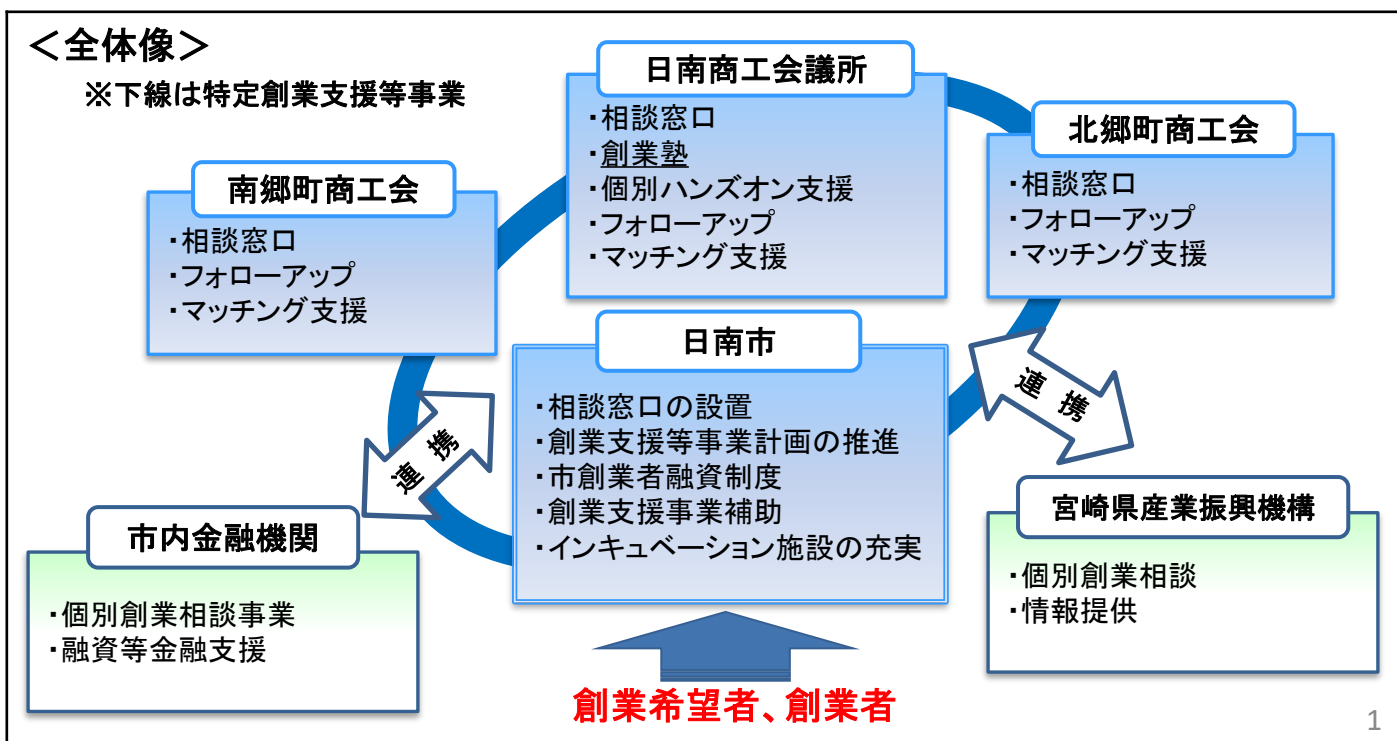 ＜全体像＞
※下線は特定創業支援等事業
日南商工会議所
・相談窓口
・創業塾
・個別ハンズオン支援
・フォローアップ
・マッチング支援
北郷町商工会
・相談窓口
・フォローアップ
・マッチング支援
南郷町商工会
・相談窓口
・フォローアップ
・マッチング支援
日南市
・相談窓口の設置
・創業支援等事業計画の推進
・市創業者融資制度
・創業支援事業補助
・インキュベーション施設の充実
連携
連携
市内金融機関
・個別創業相談事業
・融資等金融支援
宮崎県産業振興機構
・個別創業相談
・情報提供
創業希望者、創業者
1